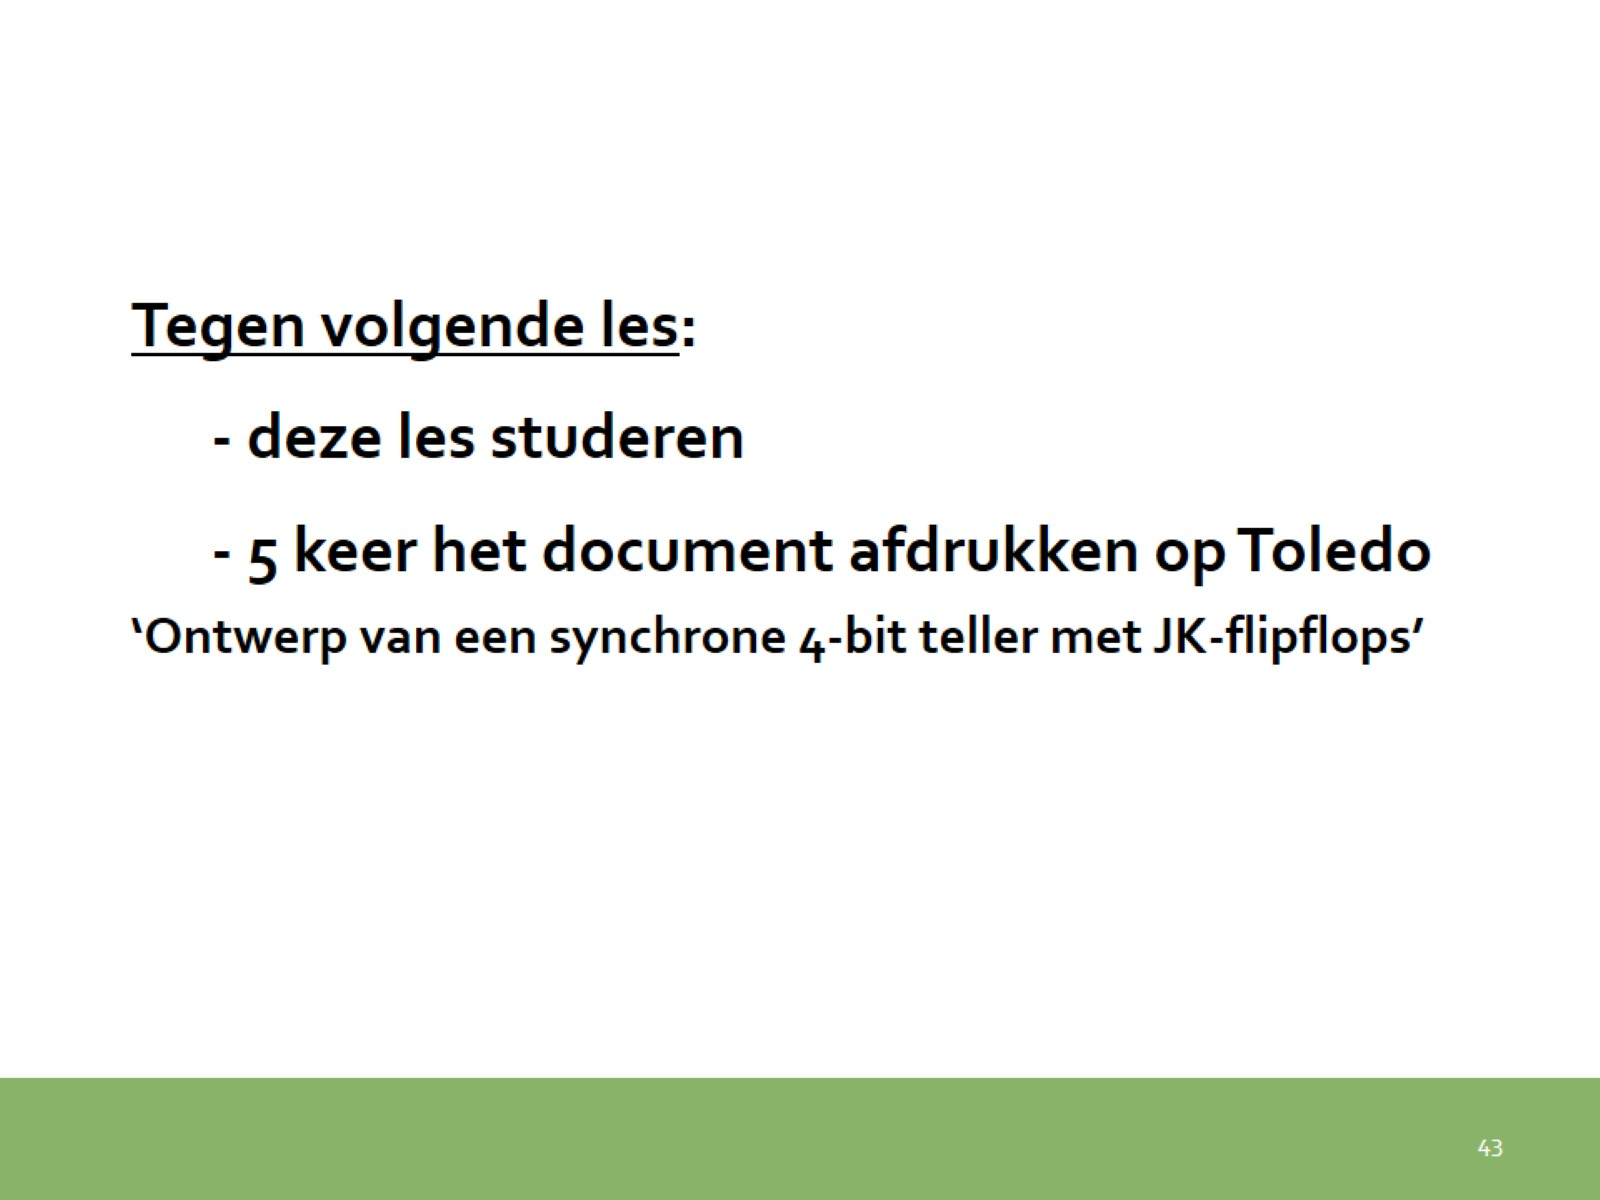 Tegen volgende les:
- deze les studeren
- 5 keer het document afdrukken op Toledo
‘Ontwerp van een synchrone 4-bit teller met JK-flipflops’
43